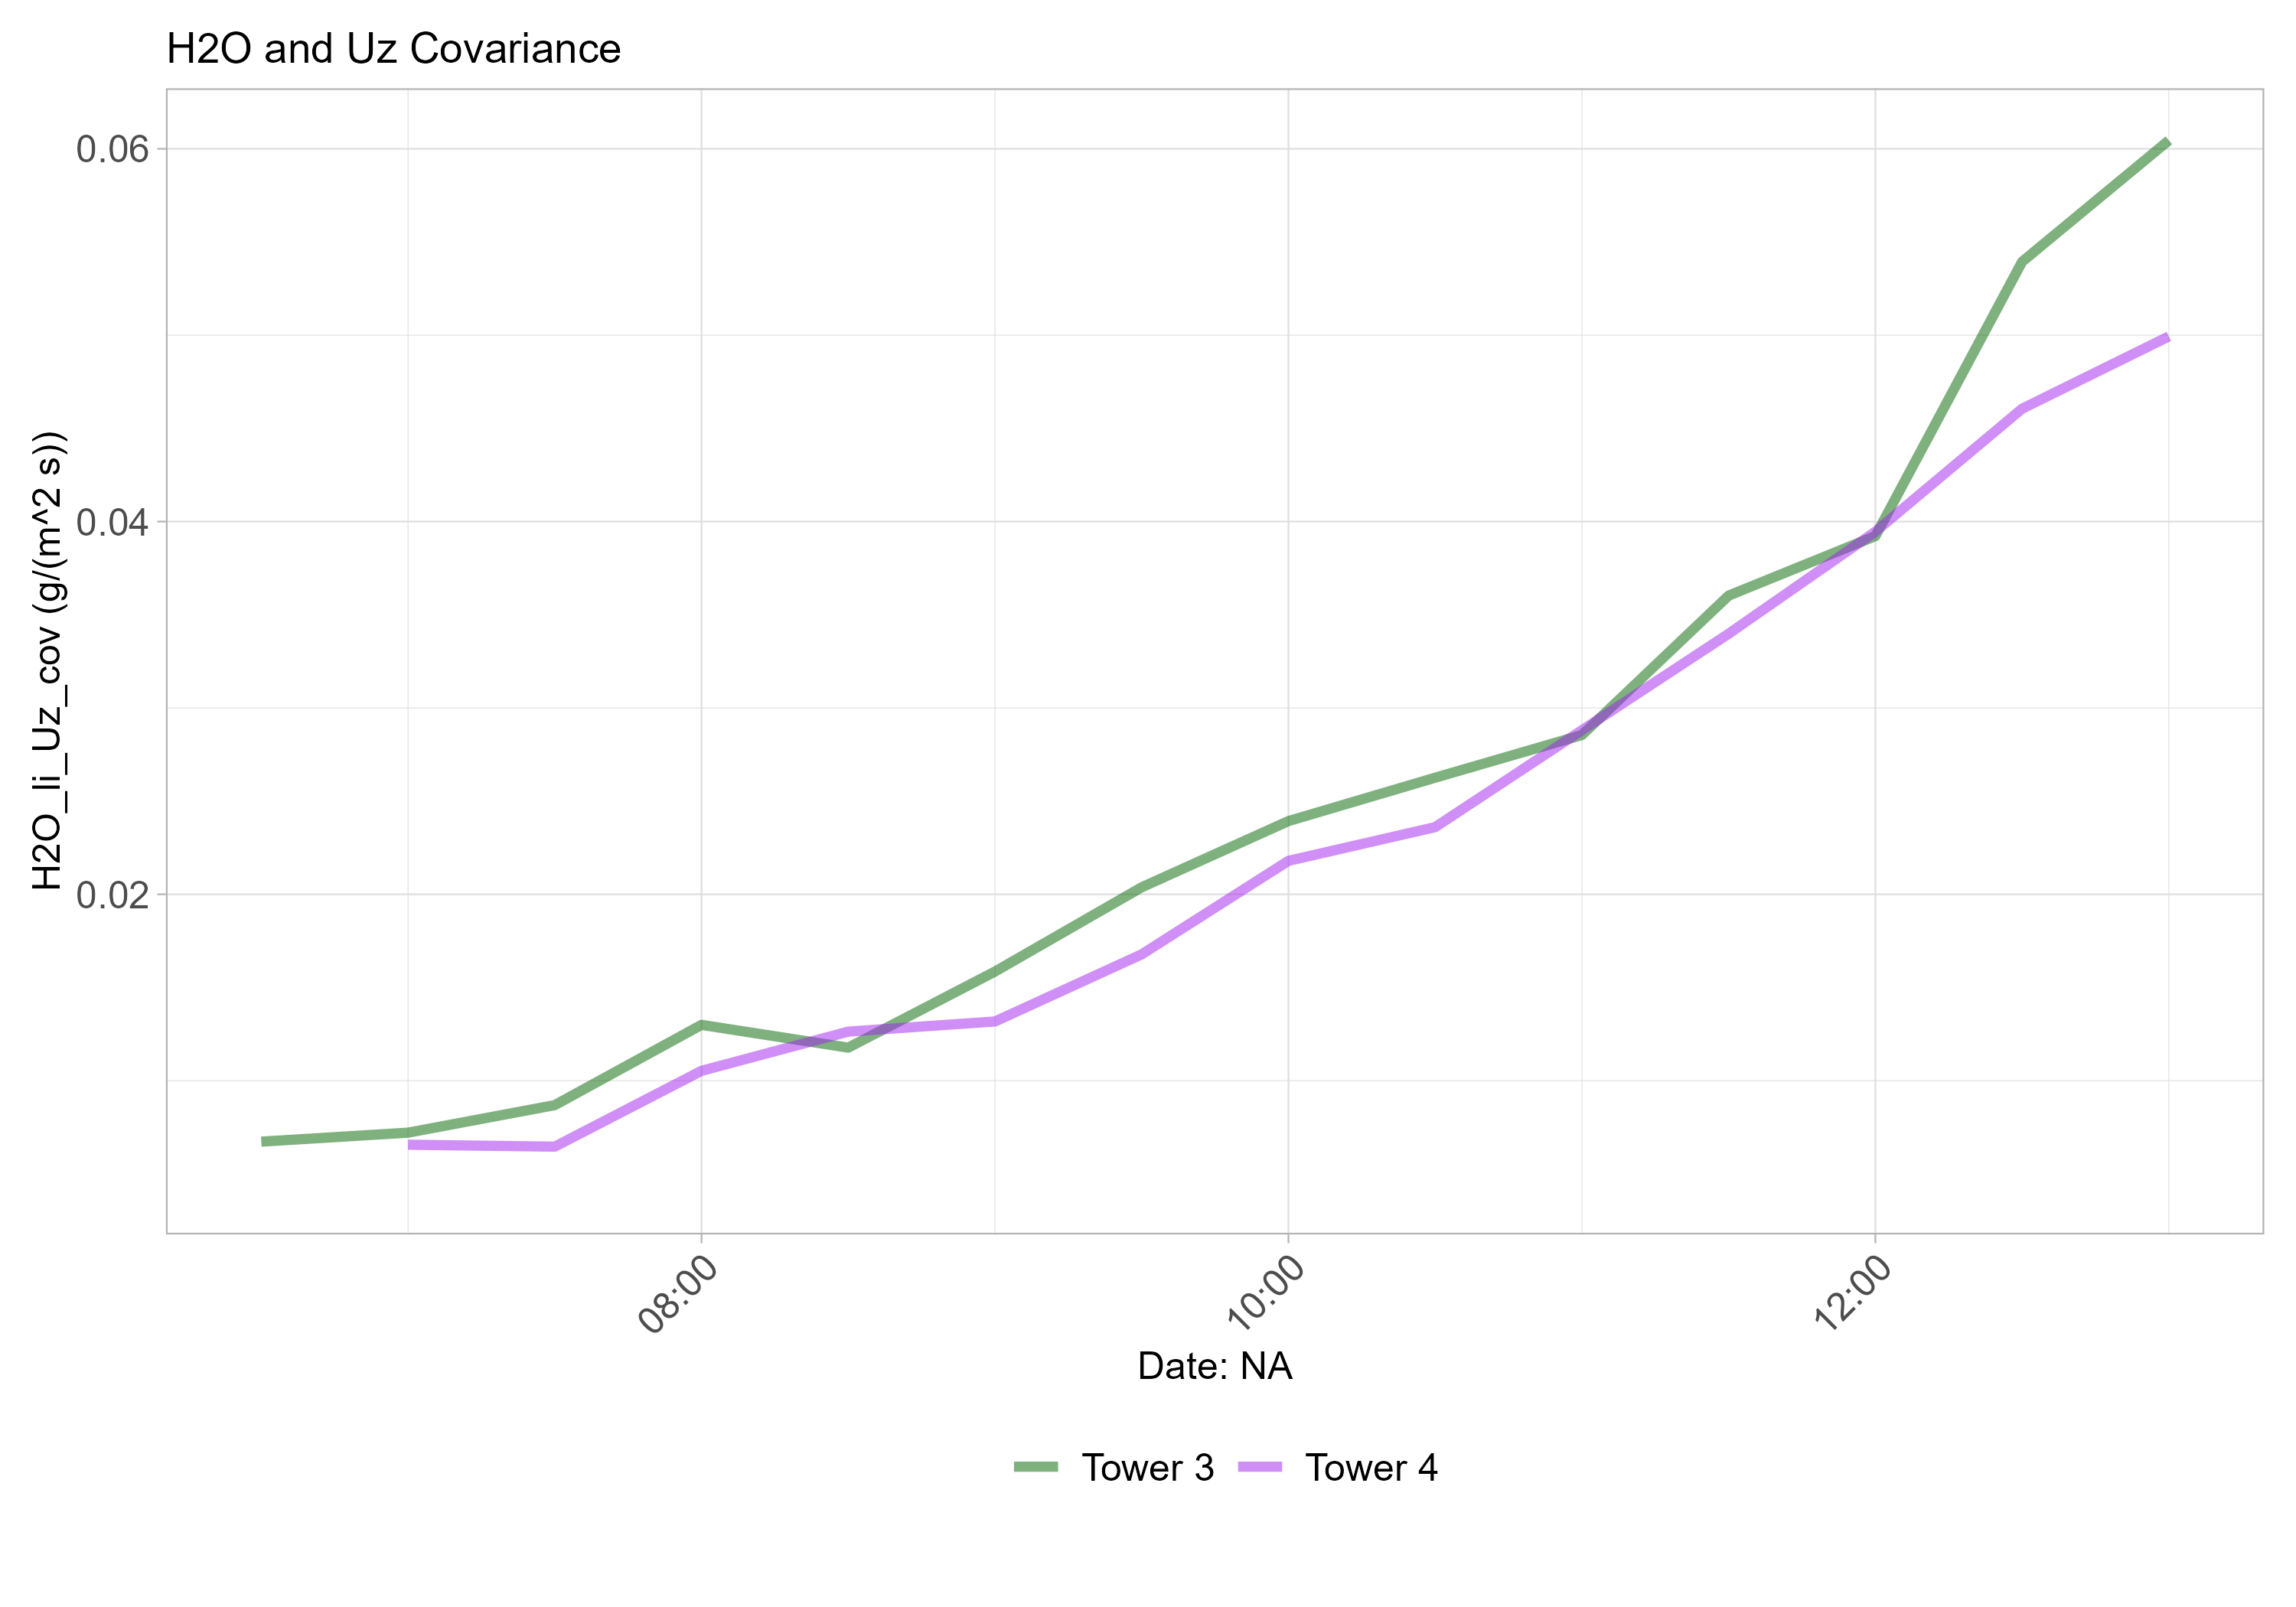 H2O and Uz Covariance
H2O_li_Uz_cov (g/(m^2 s))
0.06
0.04
0.02
08:00
10:00
12:00
Date: NA
Tower 3
Tower 4